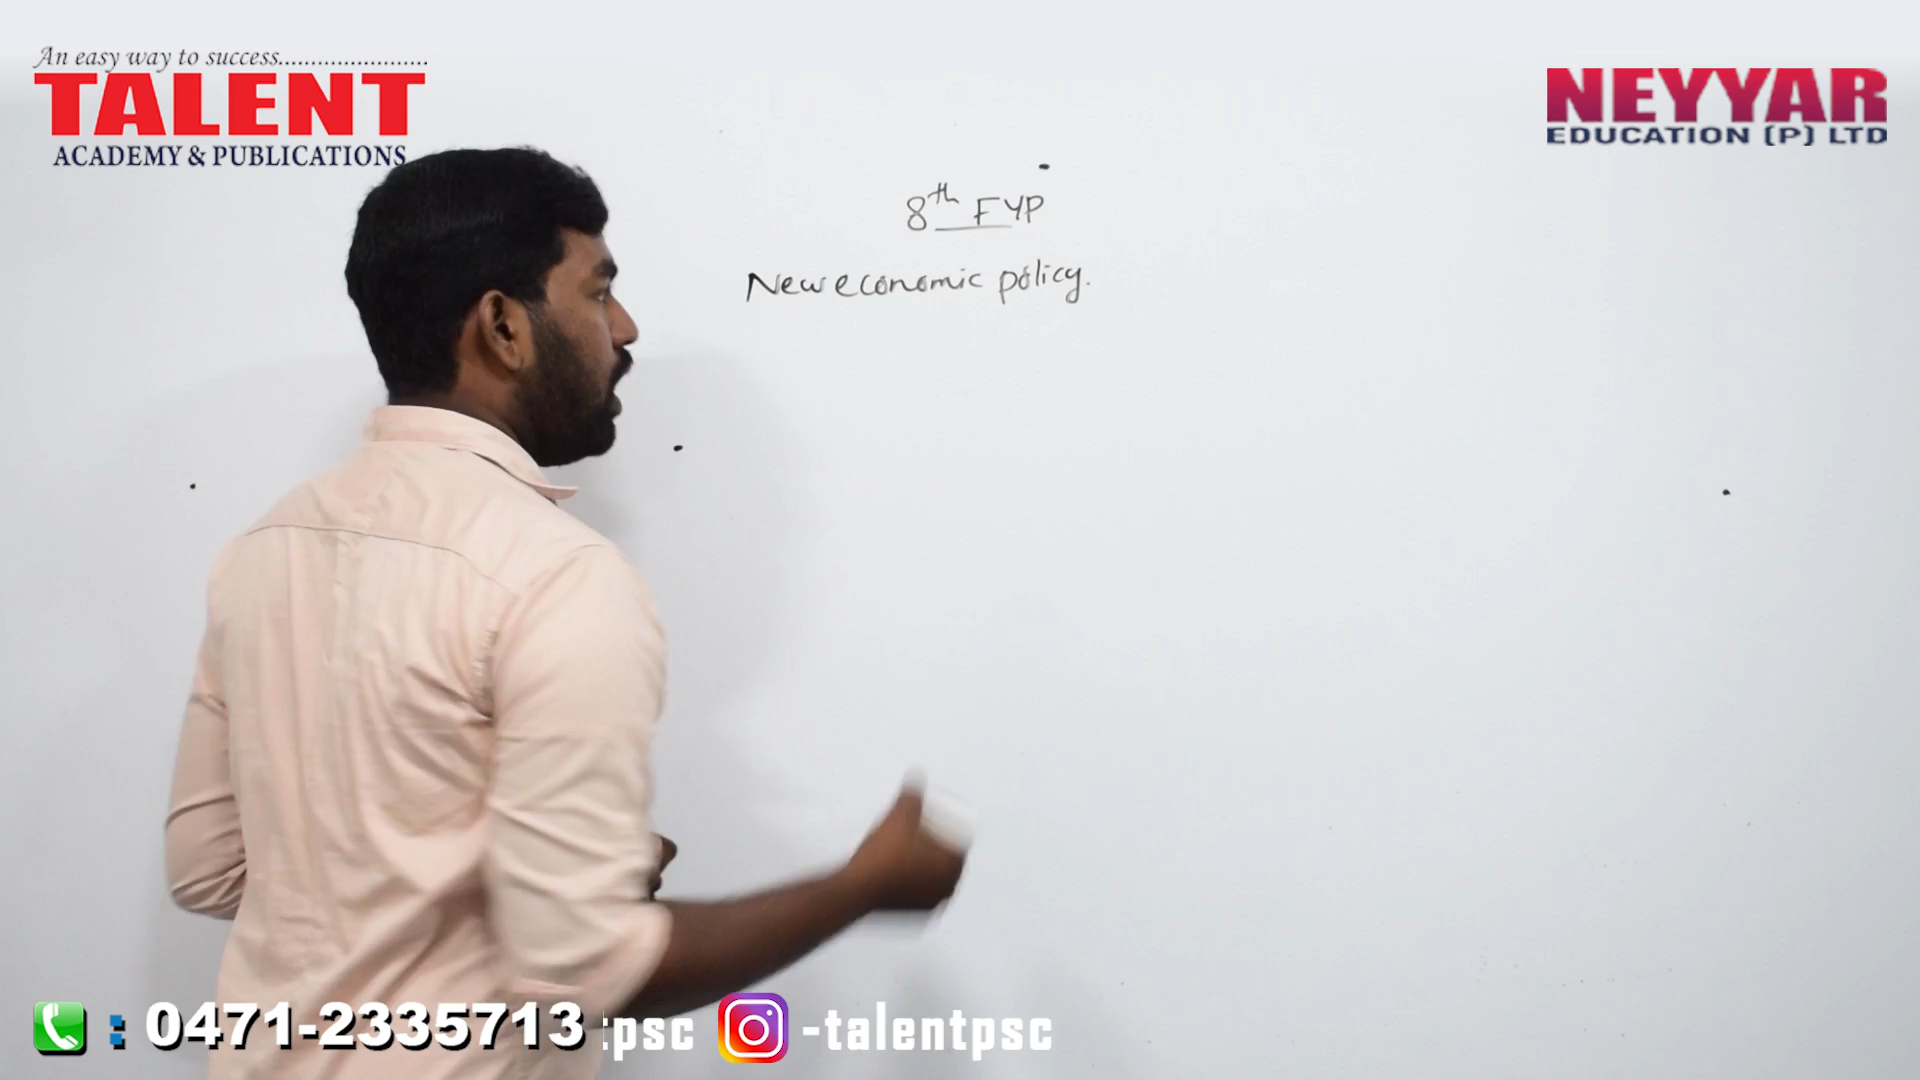 An easy way to success.......................
TALENT
ACADEMY & PUBLICATIONS
NEYYAR
EDUCATION (P) LTD
8th FYP
New economic policy.
: 0471-2335713
:psc
-talentpsc